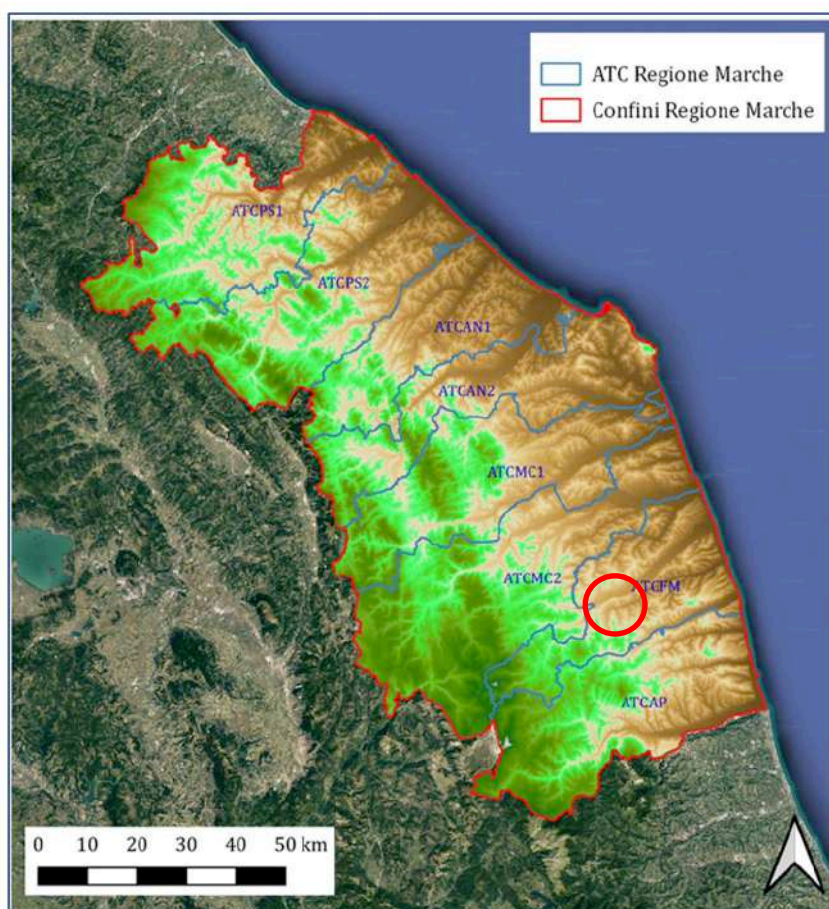 ATC Regione Marche
Confini Regione Marche
ATCPS1
ATCPS2
ATCAN1
ATCAN2
ATCMC1
ATCMC2
ATCFM
ATCAP
0 10 20 30 40 50 km